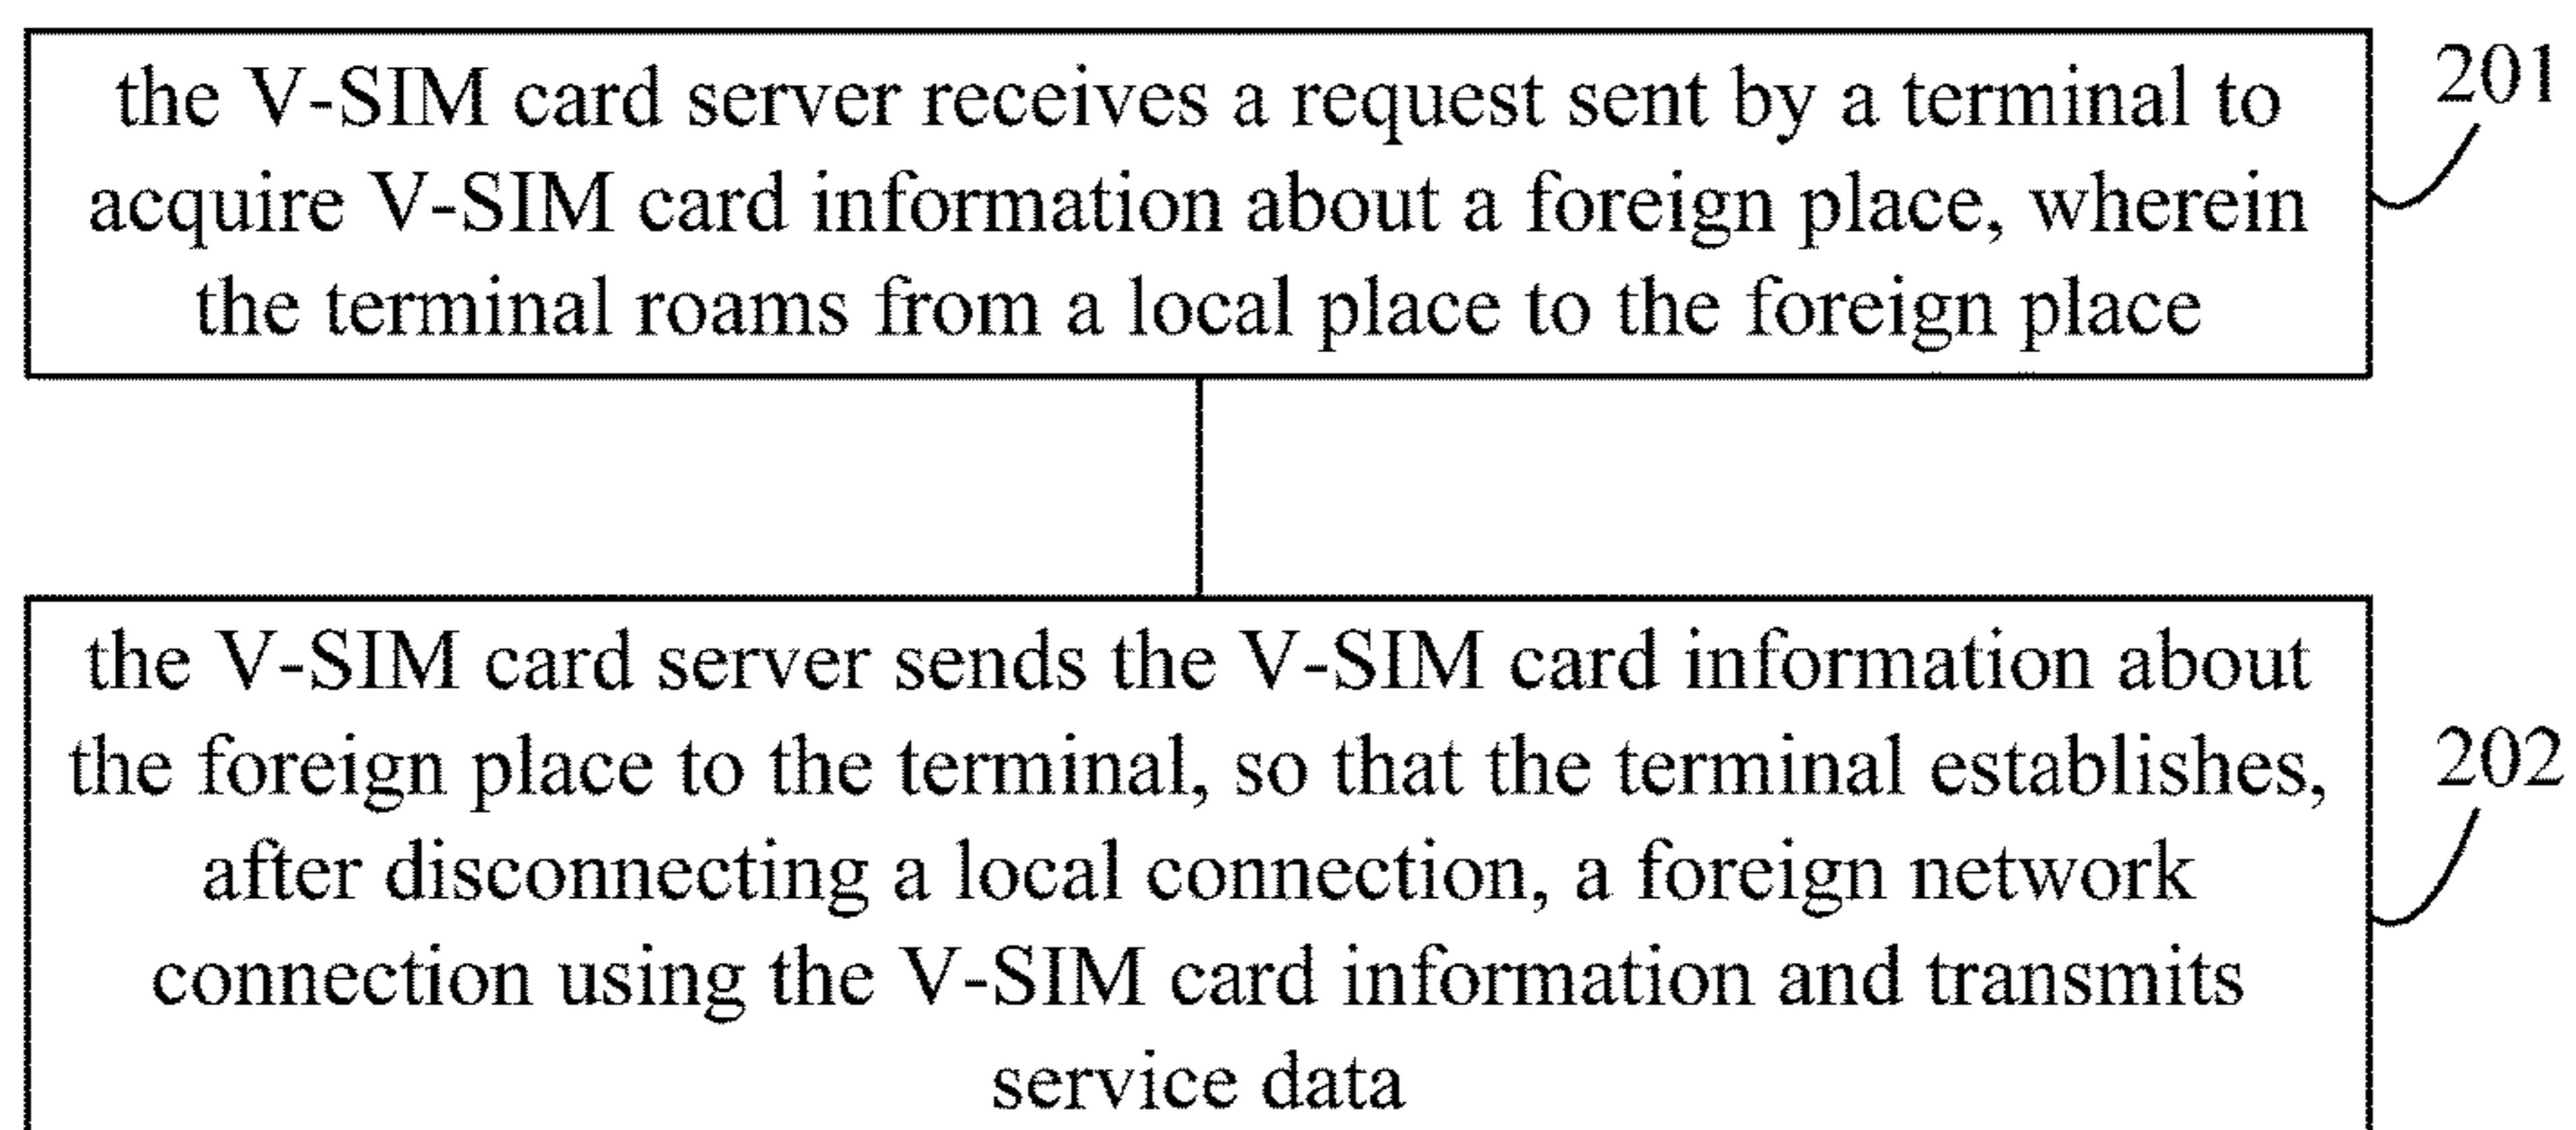 the V-SIM card server receives a request sent by a terminal to
acquire V-SIM card information about a foreign place, wherein
the terminal roams from a local place to the foreign place
201
the V-SIM card server sends the V-SIM card information about
the foreign place to the terminal, so that the terminal establishes,
after disconnecting a local connection, a foreign network
connection using the V-SIM card information and transmits
service data
202